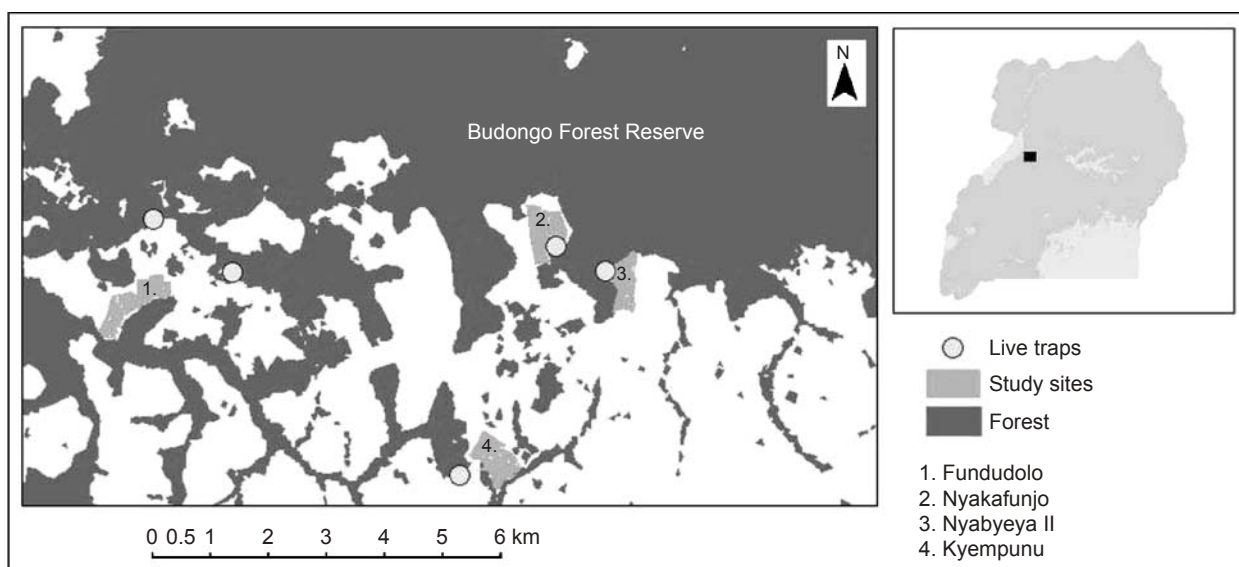 N
Budongo Forest Reserve
2.
3.
1.
4.
0 0.5 1 2 3 4 5 6 km
Live traps
Study sites
Forest
1. Fundudolo
2. Nyakafunjo
3. Nyabyeya II
4. Kyempunu